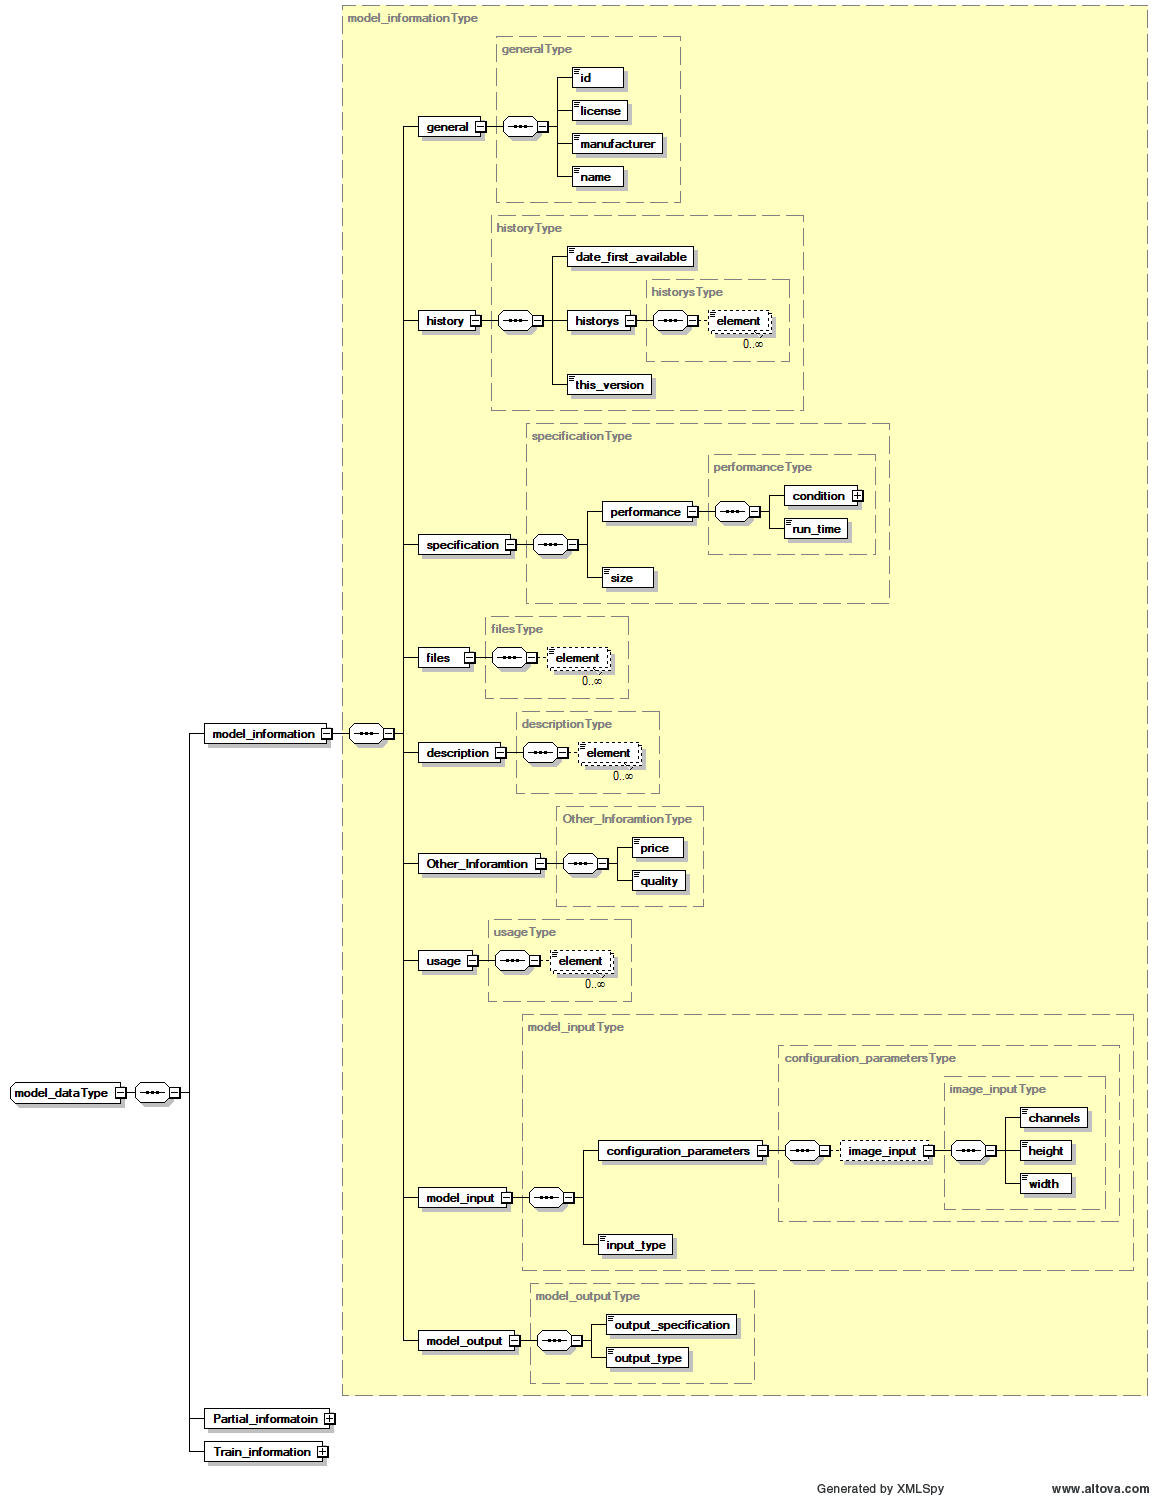 model_informationType
generalType
id
license
general
manufacturer
name
historyType
date_first_available
historysType
history
historys
element
0..∞
this_version
specificationType
performanceType
condition
performance
run_time
specification
size
filesType
files
element
0..∞
model_information
descriptionType
description
element
0..∞
Other_InforamtionType
price
Other_Inforamtion
quality
usageType
usage
element
0..∞
model_inputType
configuration_parametersType
image_inputType
model_dataType
channels
configuration_parameters
image_input
height
width
model_input
input_type
model_outputType
output_specification
model_output
output_type
Partial_informatoin
Train_information
Generated by XMLSpy www.altova.com